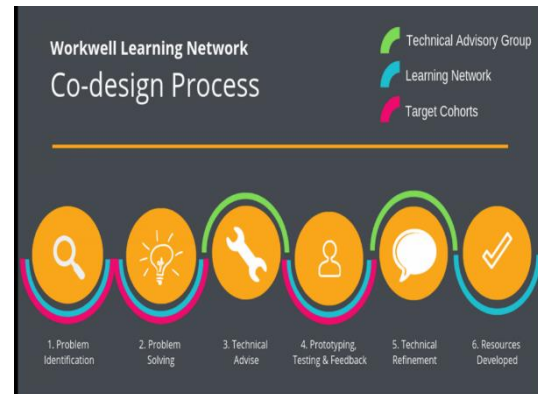 Workwell Learning Network
Co-design Process
Technical Advisory Group
Learning Network
Target Cohorts
1. Problem
Identification
2. Problem
Solving
3. Technical
Advise
4. Prototyping,
Testing & Feedback
5. Technical
Refinement
6. Resources
Developed